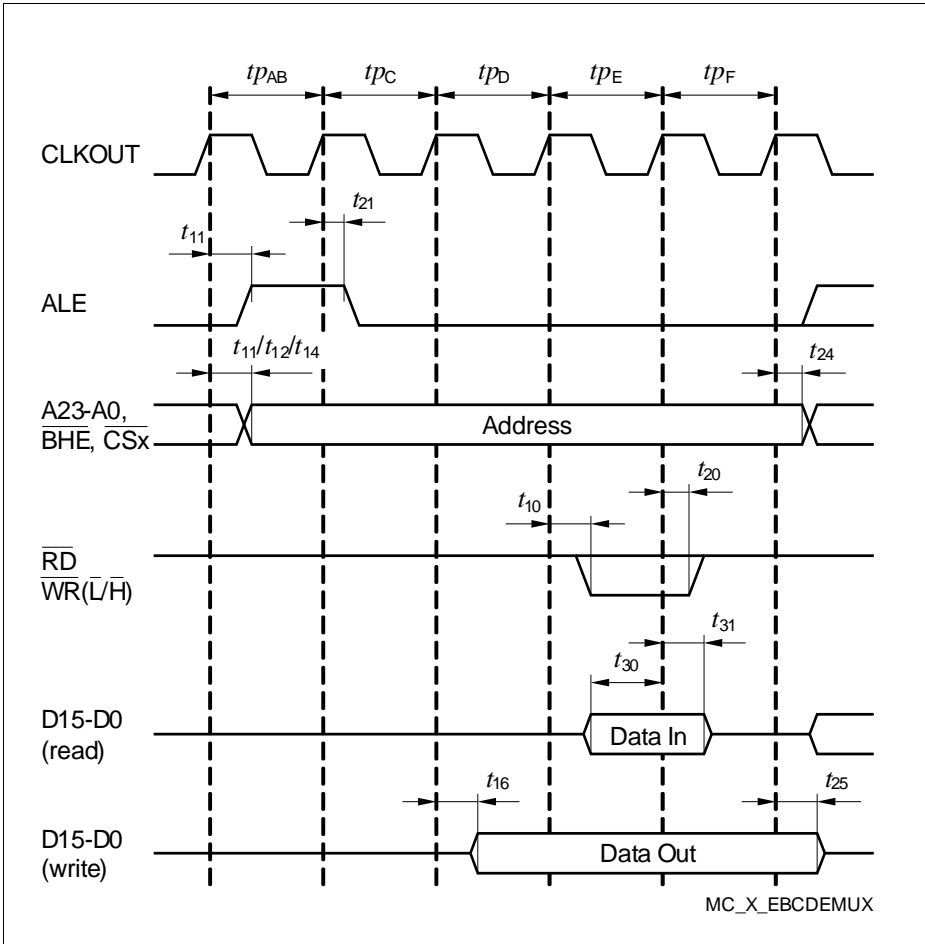 tpAB tpC tpD tpE tpF
CLKOUT
t21
t11
ALE
t11/t12/t14
t24
A23-A0,
BHE, CSx
Address
t20
t10
RD
WR(L/H)
t31
t30
D15-D0
(read)
Data In
t16
t25
D15-D0
(write)
Data Out
MC_X_EBCDEMUX